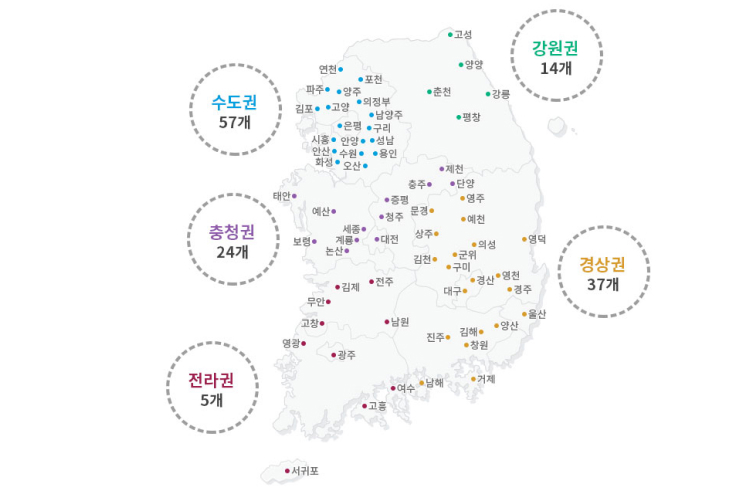 고성
강원권
14개
양양
연천
포천
파주
양주
춘천
강릉
수도권
57개
김포
고양
의정부
남양주
평창
은평
구리
시흥
안양
성남
안산
수원
용인
화성
오산
제천
충주
단양
태안
증평
영주
예산
문경
청주
예천
충청권
24개
세종
상주
보령
계룡
대전
의성
영덕
논산
김천
군위
구미
경상권
37개
김제
전주
경산
영천
대구
경주
무안
고창
남원
울산
양산
영광
진주
김해
창원
광주
전라권
5개
여수
남해
거제
고흥
서귀포